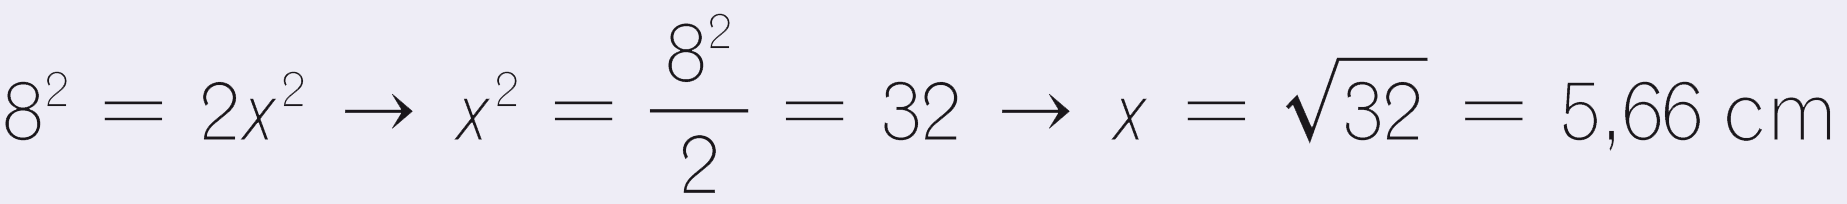 8² = 2x² → x² = 8²/2 = 32 → x = √32 = 5,66 cm